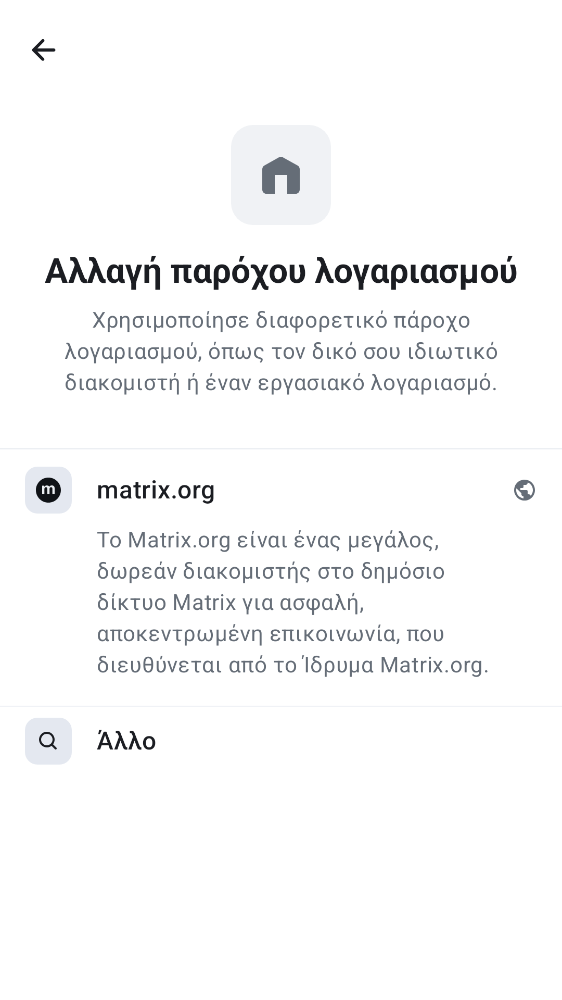 Αλλαγή παρόχου λογαριασμού
Χρησιμοποίησε διαφορετικό πάροχο
λογαριασμού, όπως τον δικό σου ιδιωτικό
διακομιστή ή έναν εργασιακό λογαριασμό.
m
matrix.org
Το Matrix.org είναι ένας μεγάλος,
δωρεάν διακομιστής στο δημόσιο
δίκτυο Matrix για ασφαλή,
αποκεντρωμένη επικοινωνία, που
διευθύνεται από το Ίδρυμα Matrix.org.
Άλλο